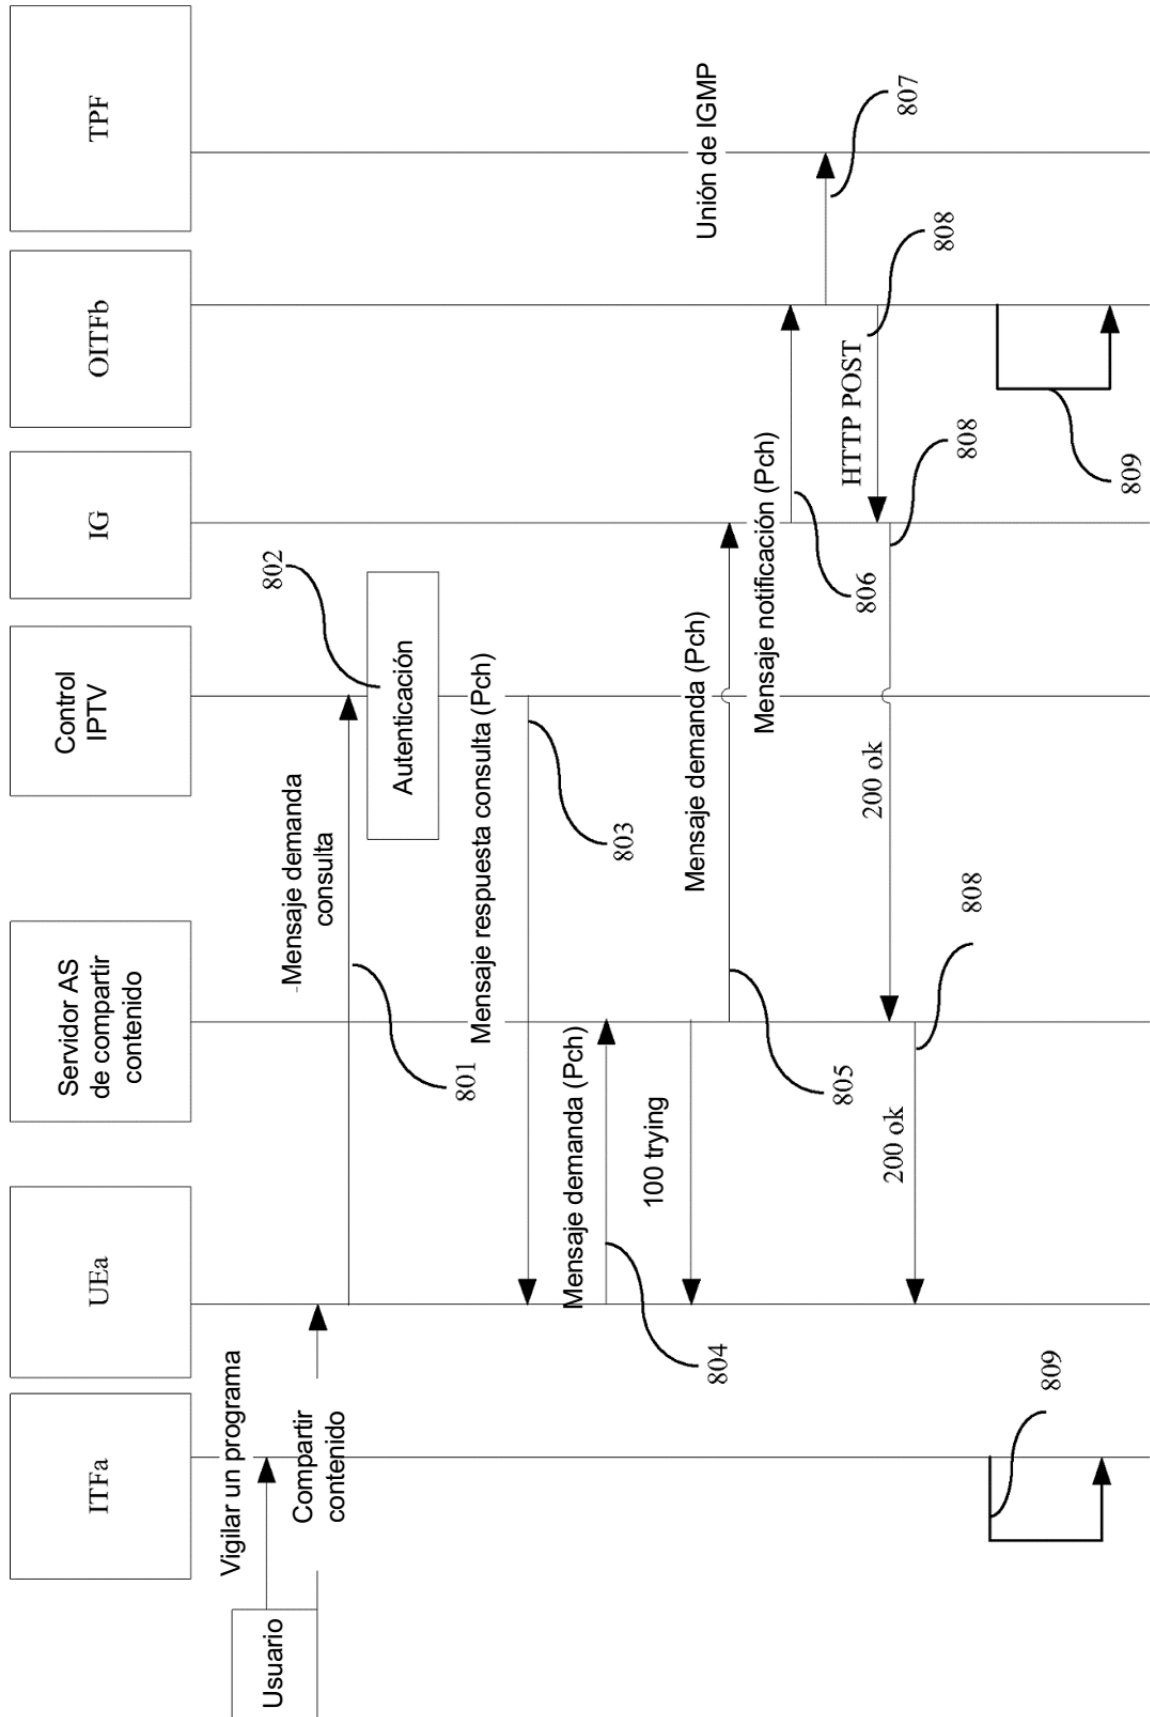 ITFa
UEa
Servidor AS
de compartir
contenido
Control
IPTV
IG
OITFb
TPF
Usuario
Vigilar un programa
Compartir
contenido
-Mensaje demanda
consulta
801
802
Autenticación
Mensaje respuesta consulta (Pch)
803
Mensaje demanda (Pch)
804
100 trying
Mensaje demanda (Pch)
805
Mensaje notificación (Pch)
806
Unión de IGMP
807
HTTP POST
808
808
200 ok
808
200 ok
809
809